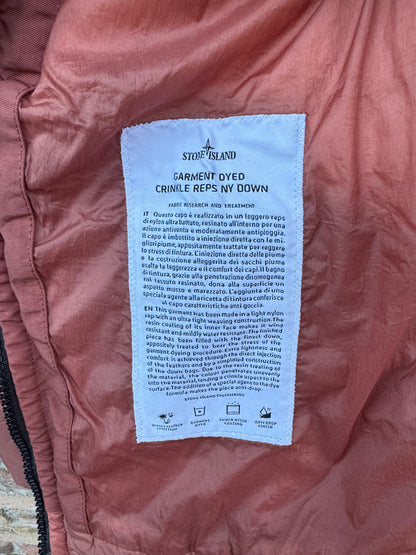 STONE ISLAND
GARMENT DYED
CRINKLE REPS NY DOWN
FABRIC RESEARCH AND TREATMENT
IT Questo capo è realizzato in un leggero reps
di nylon ultra battuto, resinato all'interno per una
azione antivento e moderatamente antipioggia.
Il capo è imbottito a iniezione diretta con le mi-
gliori piume, appositamente trattate per reggere
lo stress di tintura. L'iniezione diretta delle piume
e la costruzione alleggerita dei sacchi piuma
esalta la leggerezza e il comfort dei capi. Il bagno
di tintura, grazie alla penetrazione disomogenea
nel tessuto resinato, dona alla superficie un
aspetto mosso e marezzato. L'aggiunta di uno
speciale agente alla ricetta di tintura conferisce
al capo caratteristiche anti goccia.
EN This garment has been made in a light nylon
rep with an ultra tight weaving construction. The
resin coating of its inner face makes it wind
resistant and mildly water resistant. The finished
piece has been filled with the finest down,
appositely treated to bear the stress of the
garment dyeing procedure. Extra lightness and
comfort is achieved through the direct injection
of the feathers and by a simplified construction
of the down bags. Due to the resin treating of
the material, the colour penetrates unevenly
into the material, lending a crinkle aspect to the
surface. The addition of a special agent to the dye
formula makes the piece anti-drop.
STONE ISLAND ENGINEERING
GARMENT
DYED
INNER RESIN
COATING
ANTI-DROP